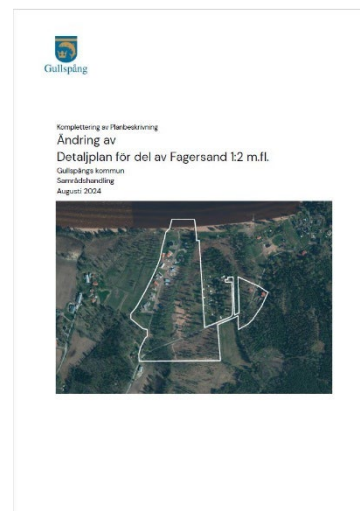 Gullspång
Komplettering av Planbeskrivning
Ändring av
Detaljplan för del av Fagersand 1:2 m.fl.
Gullspångs kommun
Samrådshandling
Augusti 2024